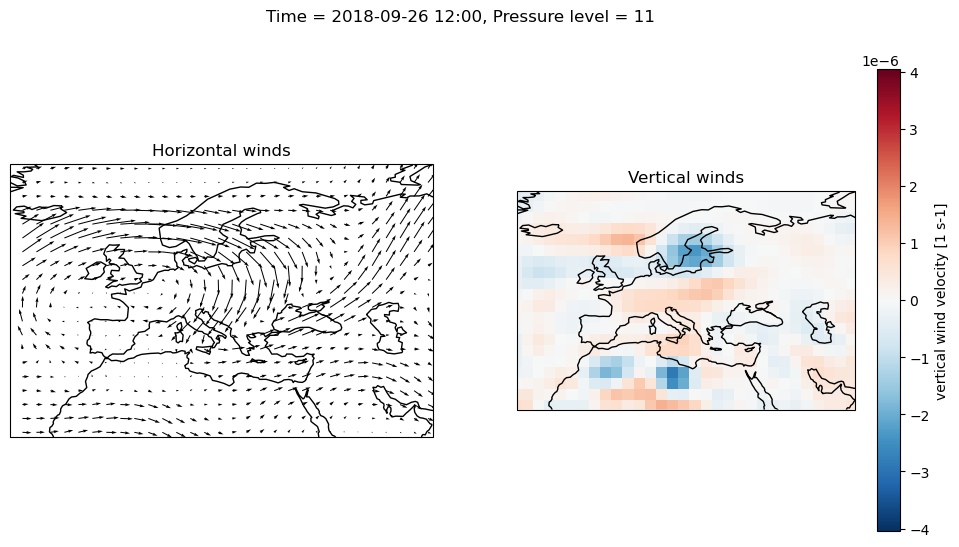 Time = 2018-09-26 12:00, Pressure level = 11
Horizontal winds
Vertical winds
1e−6
4
3
2
1
0
−1
−2
−3
−4
vertical wind velocity [1 s-1]